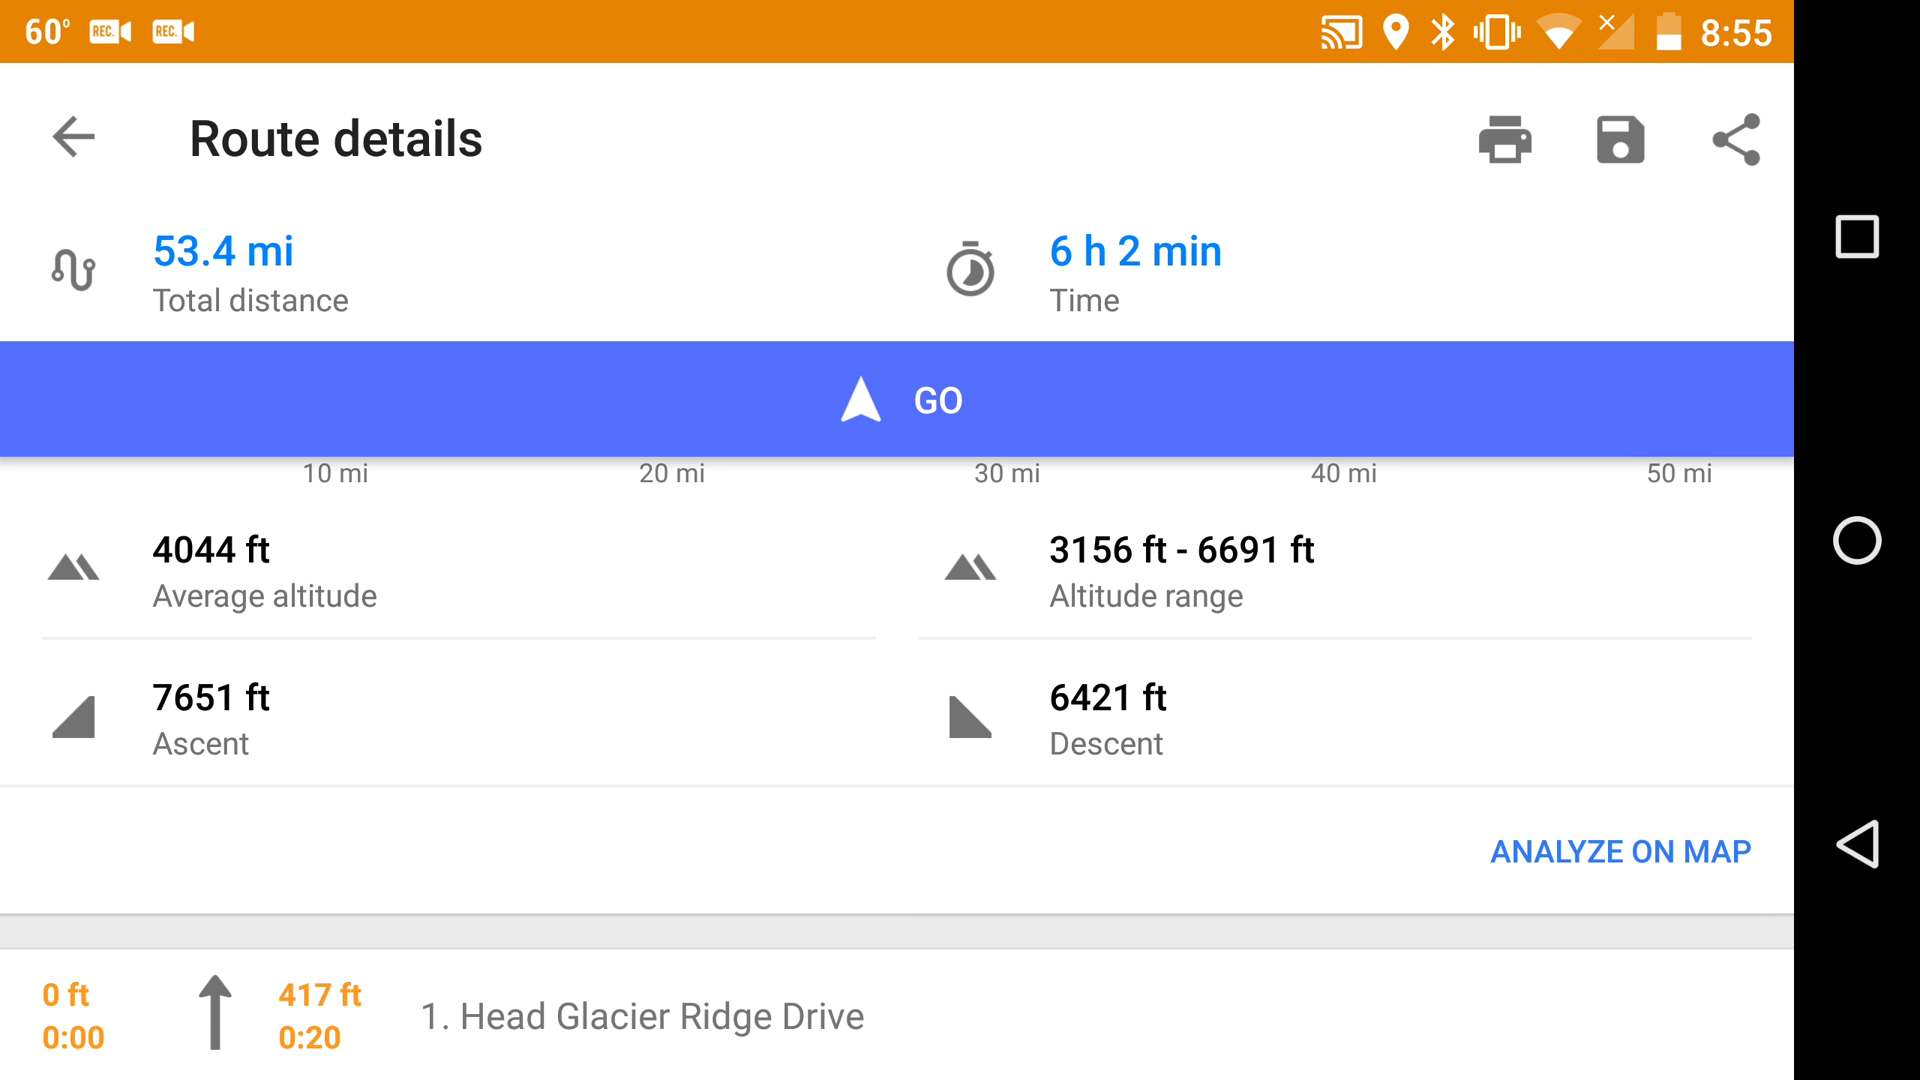 60°
REC.
REC.
8:55
Route details
53.4 mi
Total distance
6 h 2 min
Time
GO
10 mi
20 mi
30 mi
40 mi
50 mi
4044 ft
Average altitude
3156 ft - 6691 ft
Altitude range
7651 ft
Ascent
6421 ft
Descent
ANALYZE ON MAP
0 ft
0:00
417 ft
0:20
1. Head Glacier Ridge Drive